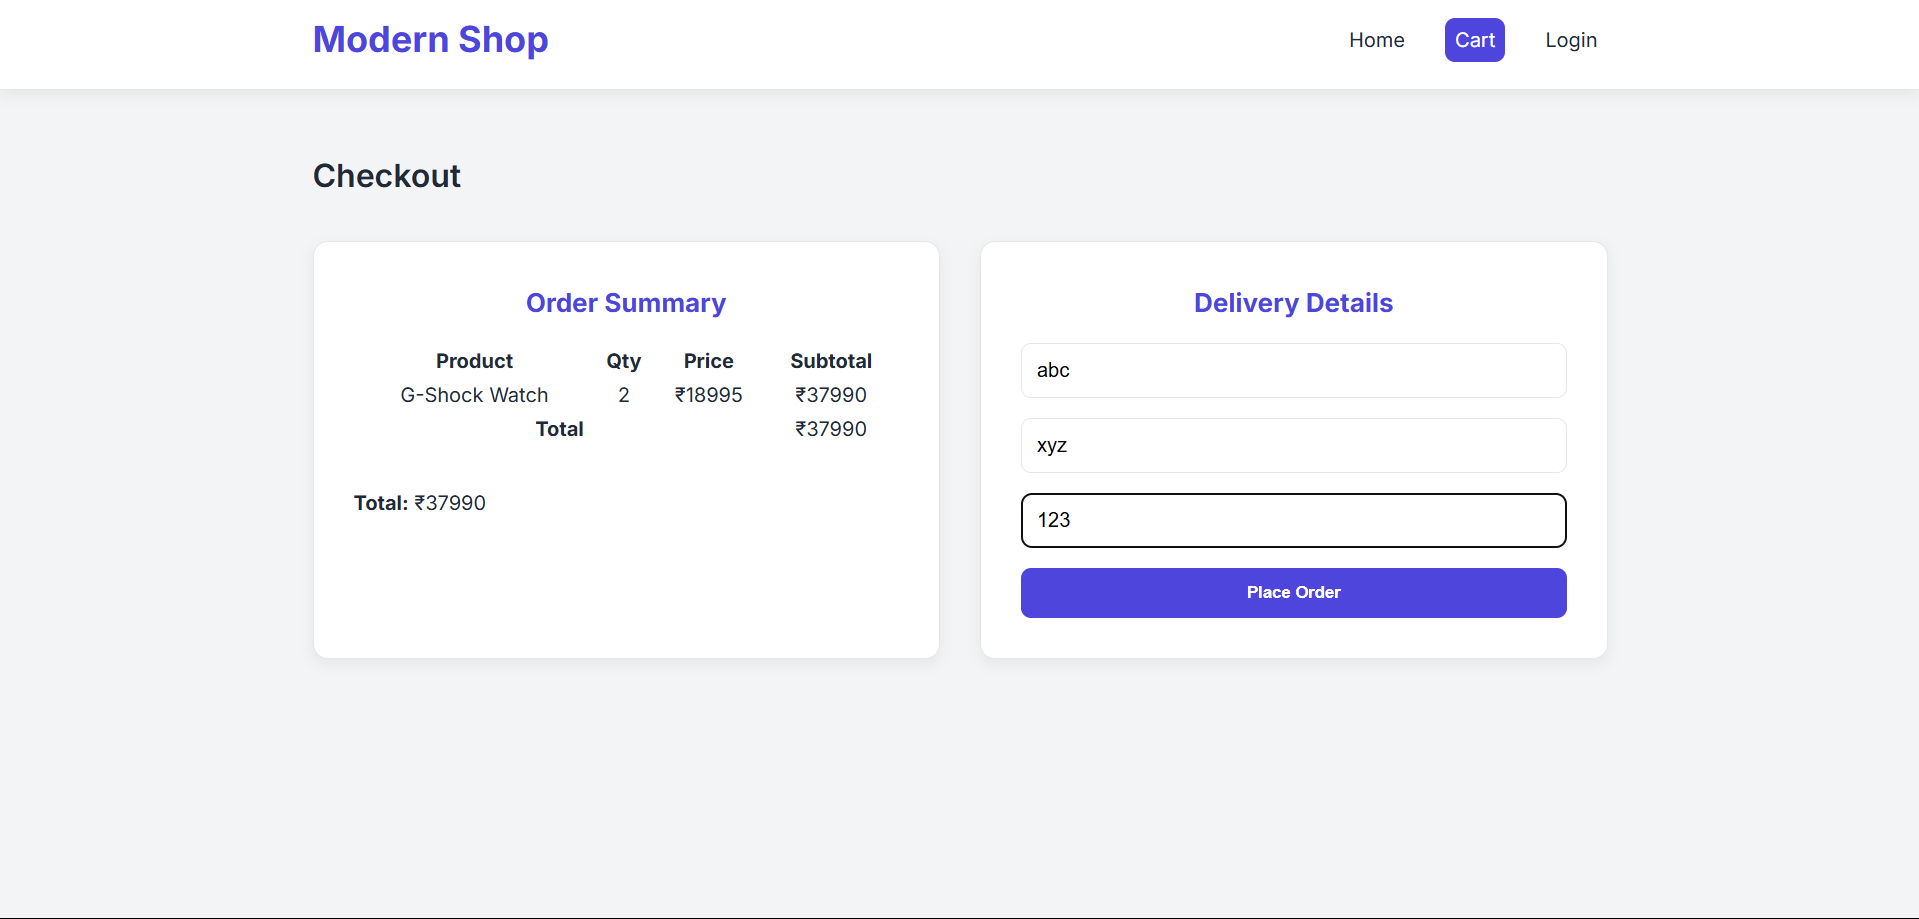 Modern Shop
Home Cart Login
Checkout
Order Summary
Product Qty Price Subtotal
G-Shock Watch 2 ₹18995 ₹37990
Total ₹37990
Total: ₹37990
Delivery Details
abc
xyz
123
Place Order